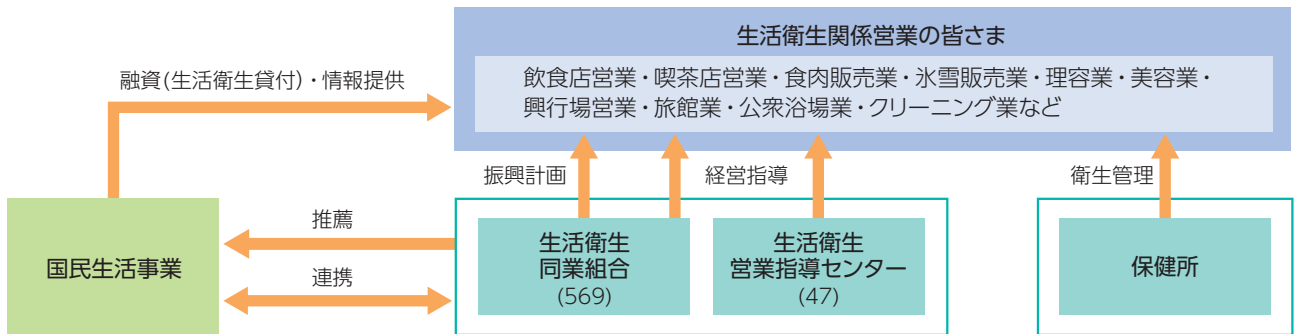 生活衛生関係営業の皆さま
融資(生活衛生貸付)・情報提供
飲食店営業・喫茶店営業・食肉販売業・氷雪販売業・理容業・美容業・
興行場営業・旅館業・公衆浴場業・クリーニング業など
振興計画
経営指導
衛生管理
国民生活事業
推薦
連携
生活衛生
同業組合
(569)
生活衛生
営業指導センター
(47)
保健所